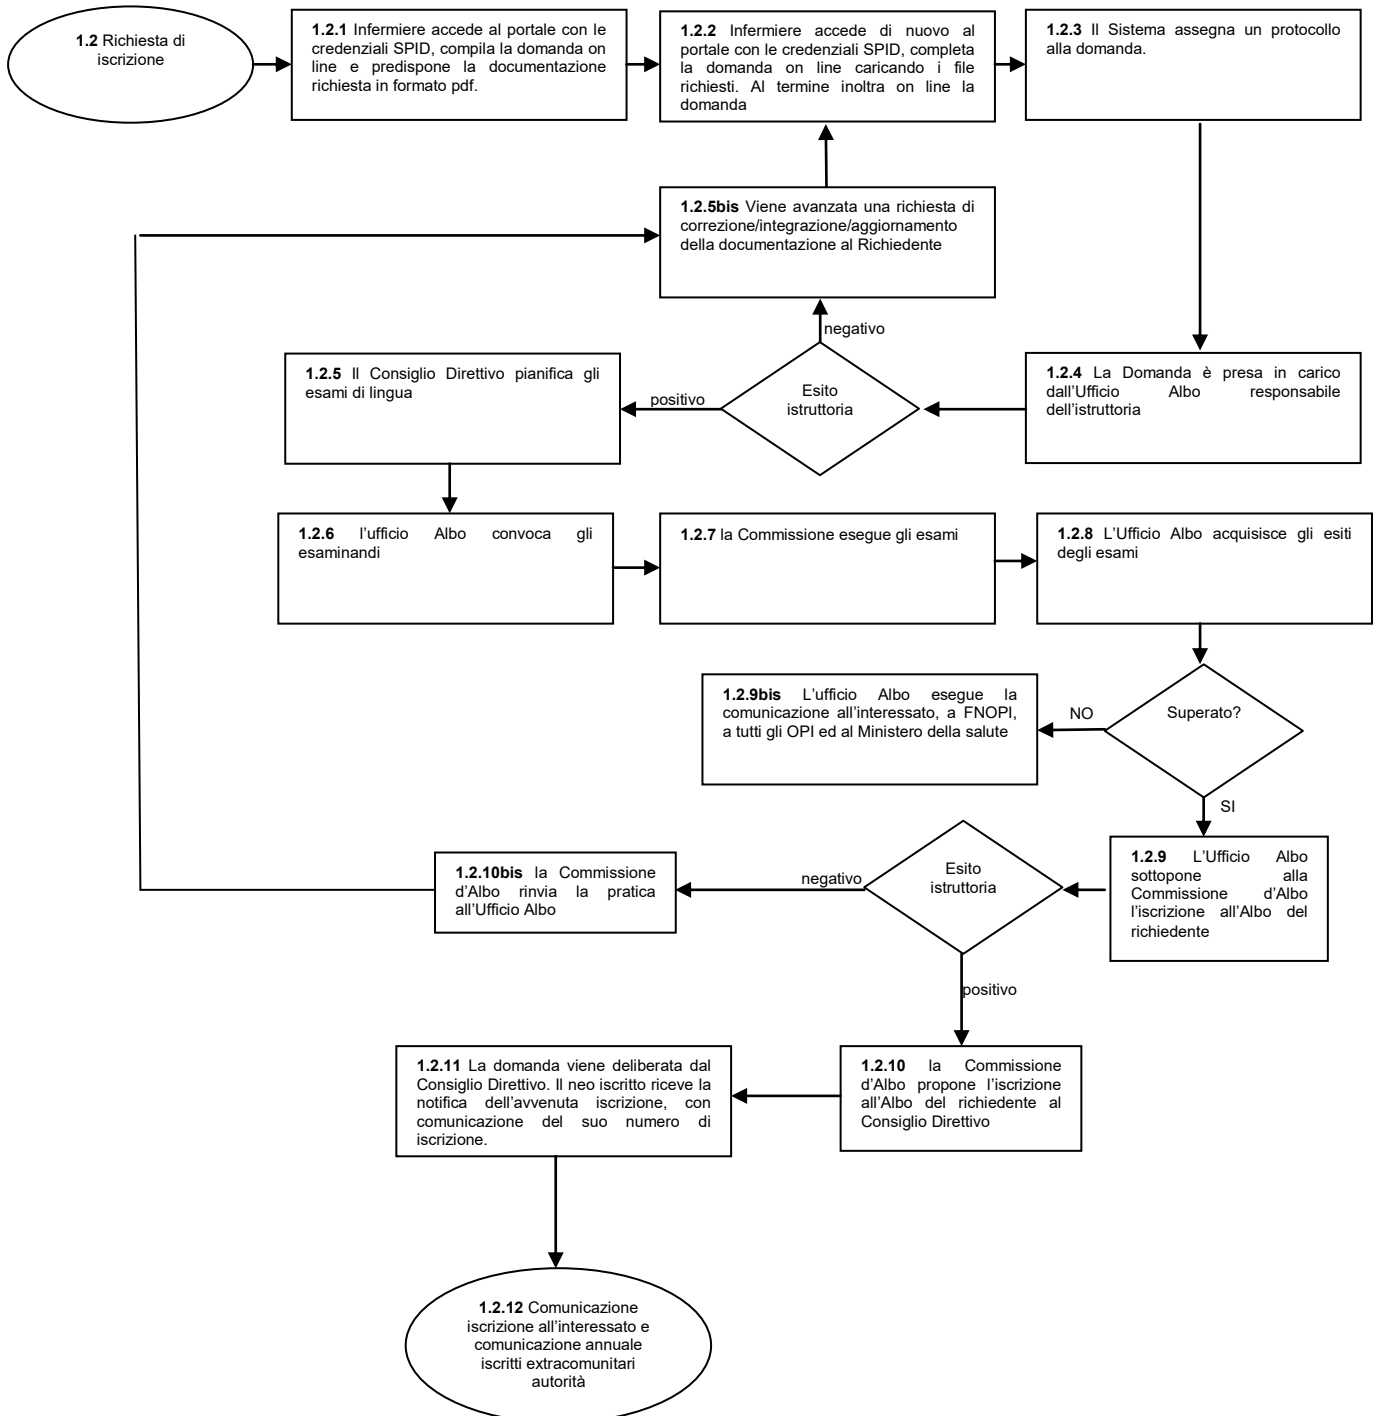 1.2 Richiesta di
iscrizione
1.2.1 Infermiere accede al portale con le
credenziali SPID, compila la domanda on
line e predispone la documentazione
richiesta in formato pdf.
1.2.2 Infermiere accede di nuovo al
portale con le credenziali SPID, completa
la domanda on line caricando i file
richiesti. Al termine inoltra on line la
domanda
1.2.3 Il Sistema assegna un protocollo
alla domanda.
1.2.5bis Viene avanzata una richiesta di
correzione/integrazione/aggiornamento
della documentazione al Richiedente
negativo
1.2.5 Il Consiglio Direttivo pianifica gli
esami di lingua
positivo
Esito
istruttoria
1.2.4 La Domanda è presa in carico
dall'Ufficio Albo responsabile
dell'istruttoria
1.2.6 l'ufficio Albo convoca gli
esaminandi
1.2.7 la Commissione esegue gli esami
1.2.8 L'Ufficio Albo acquisisce gli esiti
degli esami
1.2.9bis L'ufficio Albo esegue la
comunicazione all'interessato, a FNOPI,
a tutti gli OPI ed al Ministero della salute
NO
Superato?
SI
1.2.10bis la Commissione
d'Albo rinvia la pratica
all'Ufficio Albo
negativo
Esito
istruttoria
1.2.9 L'Ufficio Albo
sottopone alla
Commissione d'Albo
l'iscrizione all'Albo del
richiedente
positivo
1.2.11 La domanda viene deliberata dal
Consiglio Direttivo. Il neo iscritto riceve la
notifica dell'avvenuta iscrizione, con
comunicazione del suo numero di
iscrizione.
1.2.10 la Commissione
d'Albo propone l'iscrizione
all'Albo del richiedente al
Consiglio Direttivo
1.2.12 Comunicazione
iscrizione all'interessato e
comunicazione annuale
iscritti extracomunitari
autorità